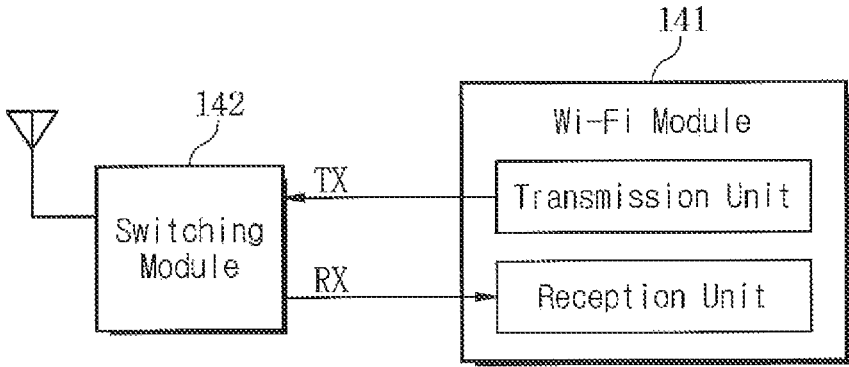 141
142
Wi-Fi Module
TX
Transmission Unit
Switching
Module
RX
Reception Unit